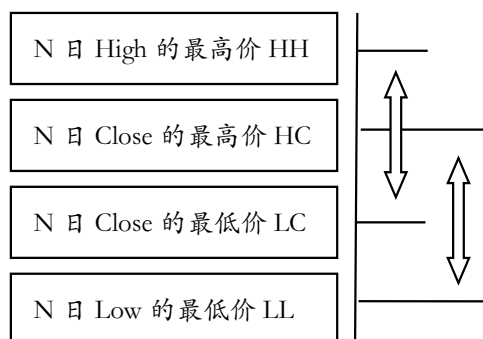 N 日 High 的最高价 HH
N 日 Close 的最高价 HC
N 日 Close 的最低价 LC
N 日 Low 的最低价 LL